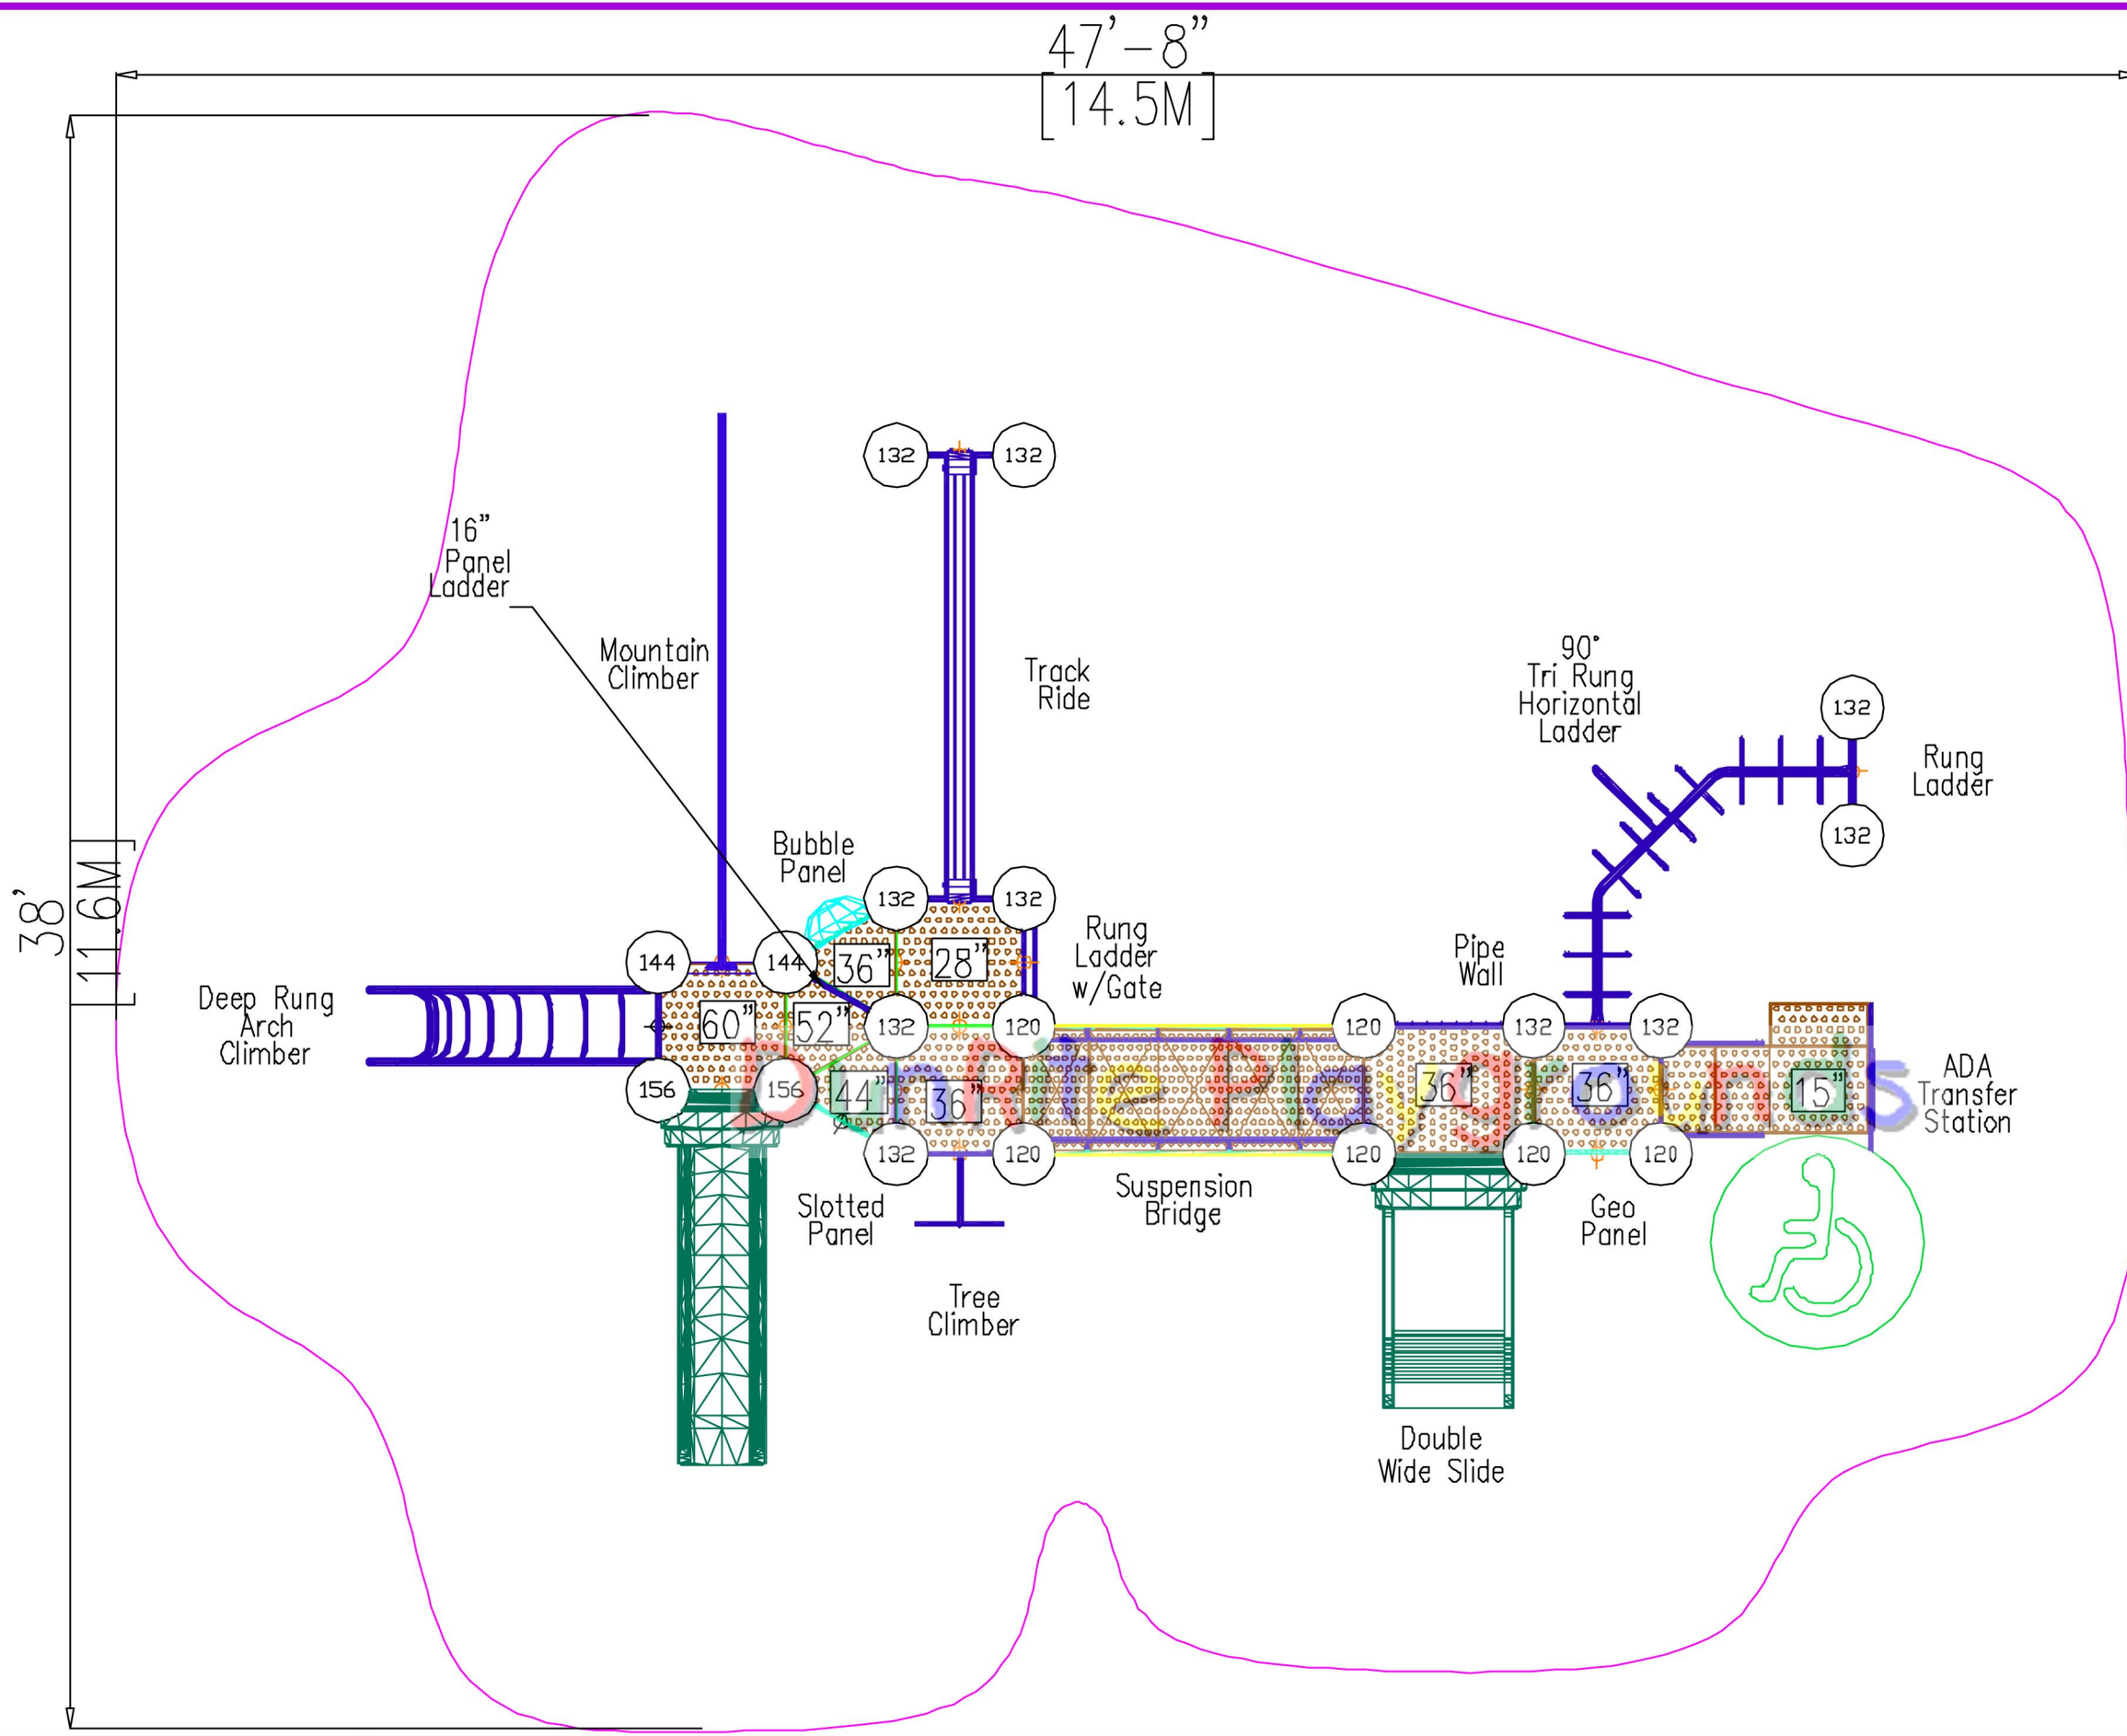 47'-8"
[14.5M]
38'
[11.6M]
132
132
16"
Panel
Ladder
Mountain
Climber
Track
Ride
90°
Tri Rung
Horizontal
Ladder
132
Rung
Ladder
132
Bubble
Panel
132
132
Rung
Ladder
w/Gate
Pipe
Wall
144
144
36"
28"
Deep Rung
Arch
Climber
60"
52"
132
120
120
132
132
156
156
44"
36"
36"
36"
15"
ADA
Transfer
Station
DunRite Playgrounds
132
120
120
120
120
Slotted
Panel
Suspension
Bridge
Geo
Panel
Tree
Climber
Double
Wide Slide